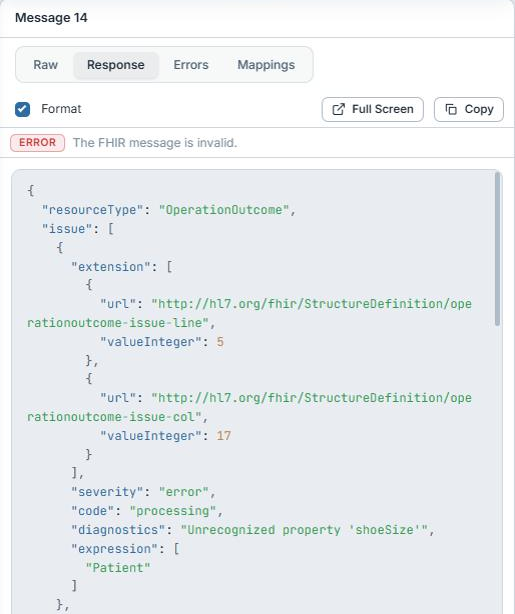 Message 14
Raw Response Errors Mappings
Format Full Screen Copy
ERROR The FHIR message is invalid.
{
  "resourceType": "OperationOutcome",
  "issue": [
    {
      "extension": [
        {
          "url": "http://hl7.org/fhir/StructureDefinition/ope
rationoutcome-issue-line",
          "valueInteger": 5
        },
        {
          "url": "http://hl7.org/fhir/StructureDefinition/ope
rationoutcome-issue-col",
          "valueInteger": 17
        }
      ],
      "severity": "error",
      "code": "processing",
      "diagnostics": "Unrecognized property 'shoeSize'",
      "expression": [
        "Patient"
      ]
    },